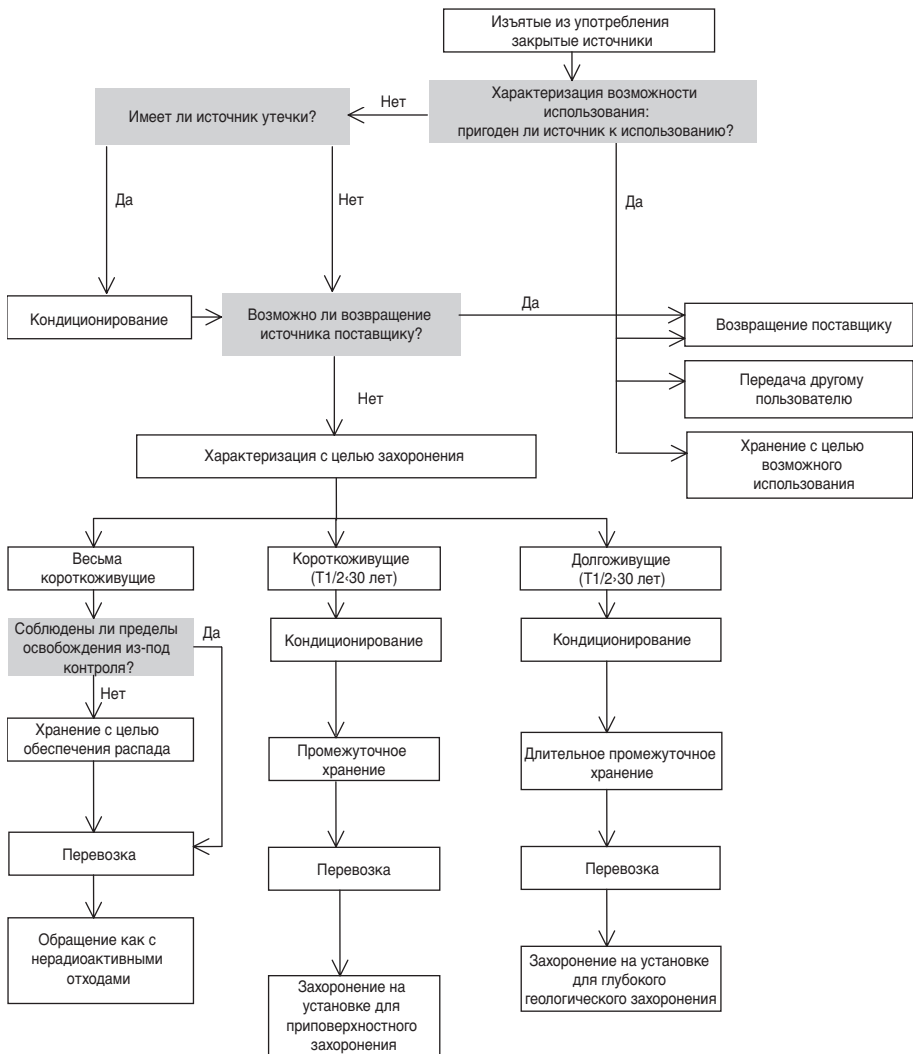 Изъятые из употребления
закрытые источники
Характеризация возможности
использования:
пригоден ли источник к использованию?
Нет
Имеет ли источник утечки?
Да
Нет
Да
Кондиционирование
Возможно ли возвращение
источника поставщику?
Да
Возвращение поставщику
Передача другому
пользователю
Нет
Хранение с целью
возможного
использования
Характеризация с целью захоронения
Весьма
короткоживущие
Короткоживущие
(Т1/2‹30 лет)
Долгоживущие
(Т1/2›30 лет)
Соблюдены ли пределы
освобождения из-под
контроля?
Да
Нет
Кондиционирование
Кондиционирование
Хранение с целью
обеспечения распада
Промежуточное
хранение
Длительное промежуточное
хранение
Перевозка
Перевозка
Перевозка
Обращение как с
нерадиоактивными
отходами
Захоронение на
установке для
приповерхностного
захоронения
Захоронение на установке
для глубокого
геологического захоронения